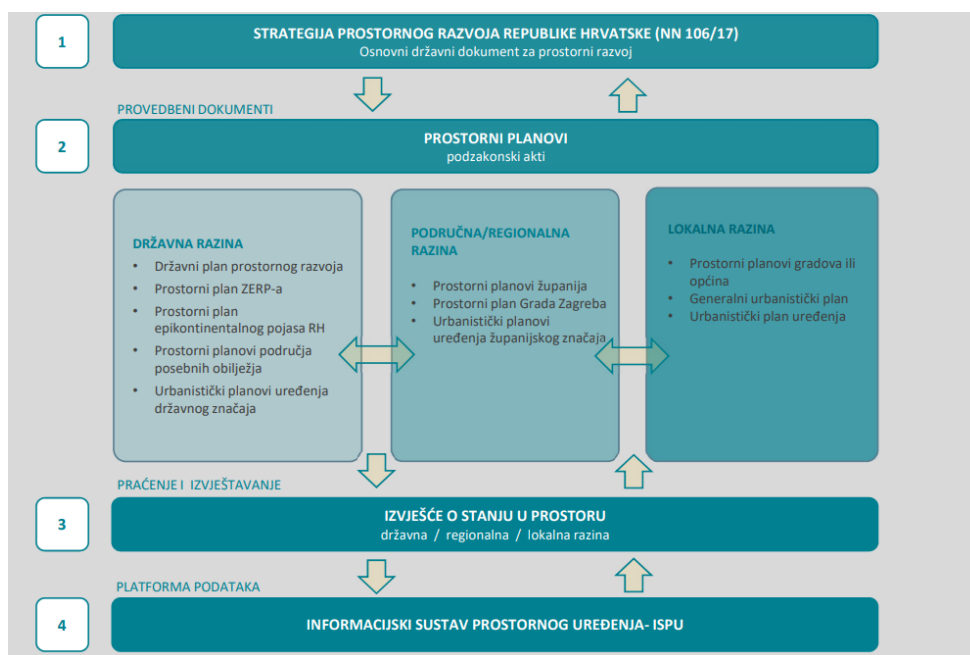 1
STRATEGIJA PROSTORNOG RAZVOJA REPUBLIKE HRVATSKE (NN 106/17)
Osnovni državni dokument za prostorni razvoj
PROVEDBENI DOKUMENTI
2
PROSTORNI PLANOVI
podzakonski akti
DRŽAVNA RAZINA
• Državni plan prostornog razvoja
• Prostorni plan ZERP-a
• Prostorni plan
epikontinentalnog pojasa RH
• Prostorni planovi područja
posebnih obilježja
• Urbanistički planovi uređenja
državnog značaja
PODRUČNA/REGIONALNA
RAZINA
• Prostorni planovi županija
• Prostorni plan Grada Zagreba
• Urbanistički planovi
uređenja županijskog značaja
LOKALNA RAZINA
• Prostorni planovi gradova ili
općina
• Generalni urbanistički plan
• Urbanistički plan uređenja
PRAĆENJE I IZVJEŠTAVANJE
3
IZVJEŠĆE O STANJU U PROSTORU
državna / regionalna / lokalna razina
PLATFORMA PODATAKA
4
INFORMACIJSKI SUSTAV PROSTORNOG UREĐENJA- ISPU